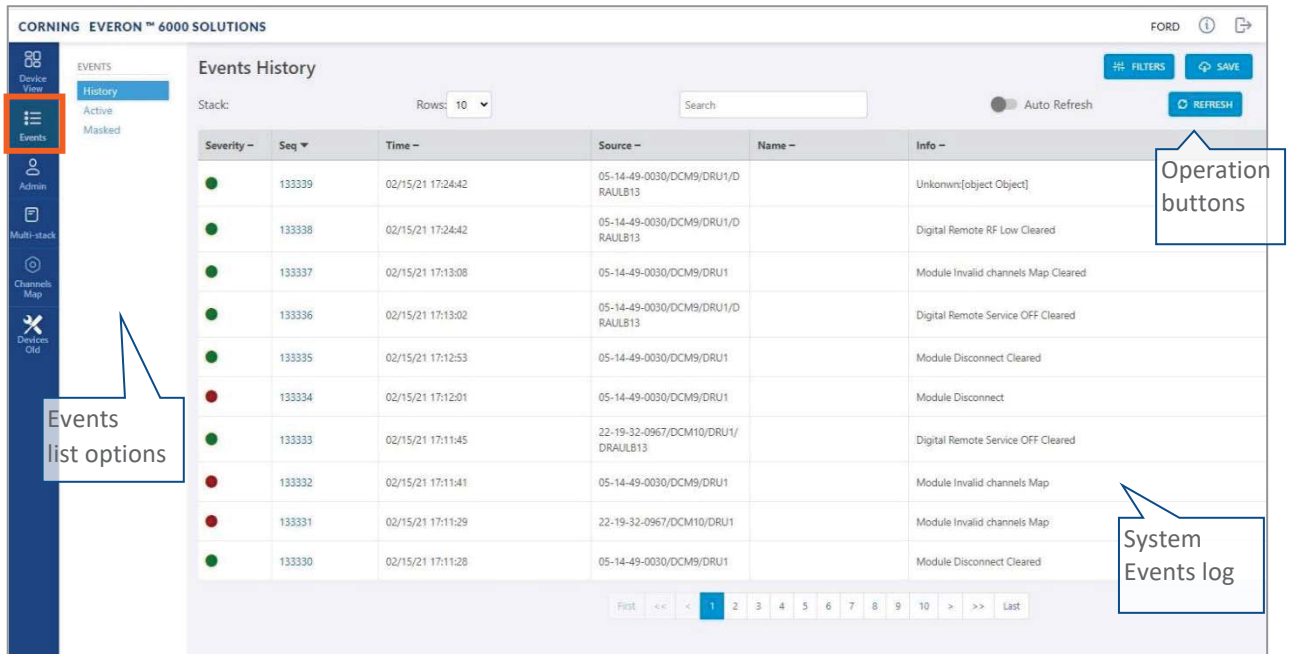 CORNING EVERON ™ 6000 SOLUTIONS
FORD
Device
View
Events
Admin
Multi-stack
Channels
Map
Devices
Old
EVENTS
History
Active
Masked
Events History
FILTERS
SAVE
Stack:
Rows: 10
Search
Auto Refresh
REFRESH
Severity – Seq Time – Source – Name – Info –
133339 02/15/21 17:24:42 05-14-49-0030/DCM9/DRU1/D Unkonwn:[object Object]
RAULB13
133338 02/15/21 17:24:42 05-14-49-0030/DCM9/DRU1/D Digital Remote RF Low Cleared
RAULB13
133337 02/15/21 17:13:08 05-14-49-0030/DCM9/DRU1 Module Invalid channels Map Cleared
133336 02/15/21 17:13:02 05-14-49-0030/DCM9/DRU1/D Digital Remote Service OFF Cleared
RAULB13
133335 02/15/21 17:12:53 05-14-49-0030/DCM9/DRU1 Module Disconnect Cleared
133334 02/15/21 17:12:01 05-14-49-0030/DCM9/DRU1 Module Disconnect
133333 02/15/21 17:11:45 22-19-32-0967/DCM10/DRU1/ Digital Remote Service OFF Cleared
DRAULB13
133332 02/15/21 17:11:41 05-14-49-0030/DCM9/DRU1 Module Invalid channels Map
133331 02/15/21 17:11:29 22-19-32-0967/DCM10/DRU1 Module Invalid channels Map
133330 02/15/21 17:11:28 05-14-49-0030/DCM9/DRU1 Module Disconnect Cleared
First << < 1 2 3 4 5 6 7 8 9 10 > >> Last
Operation
buttons
Events
list options
System
Events log